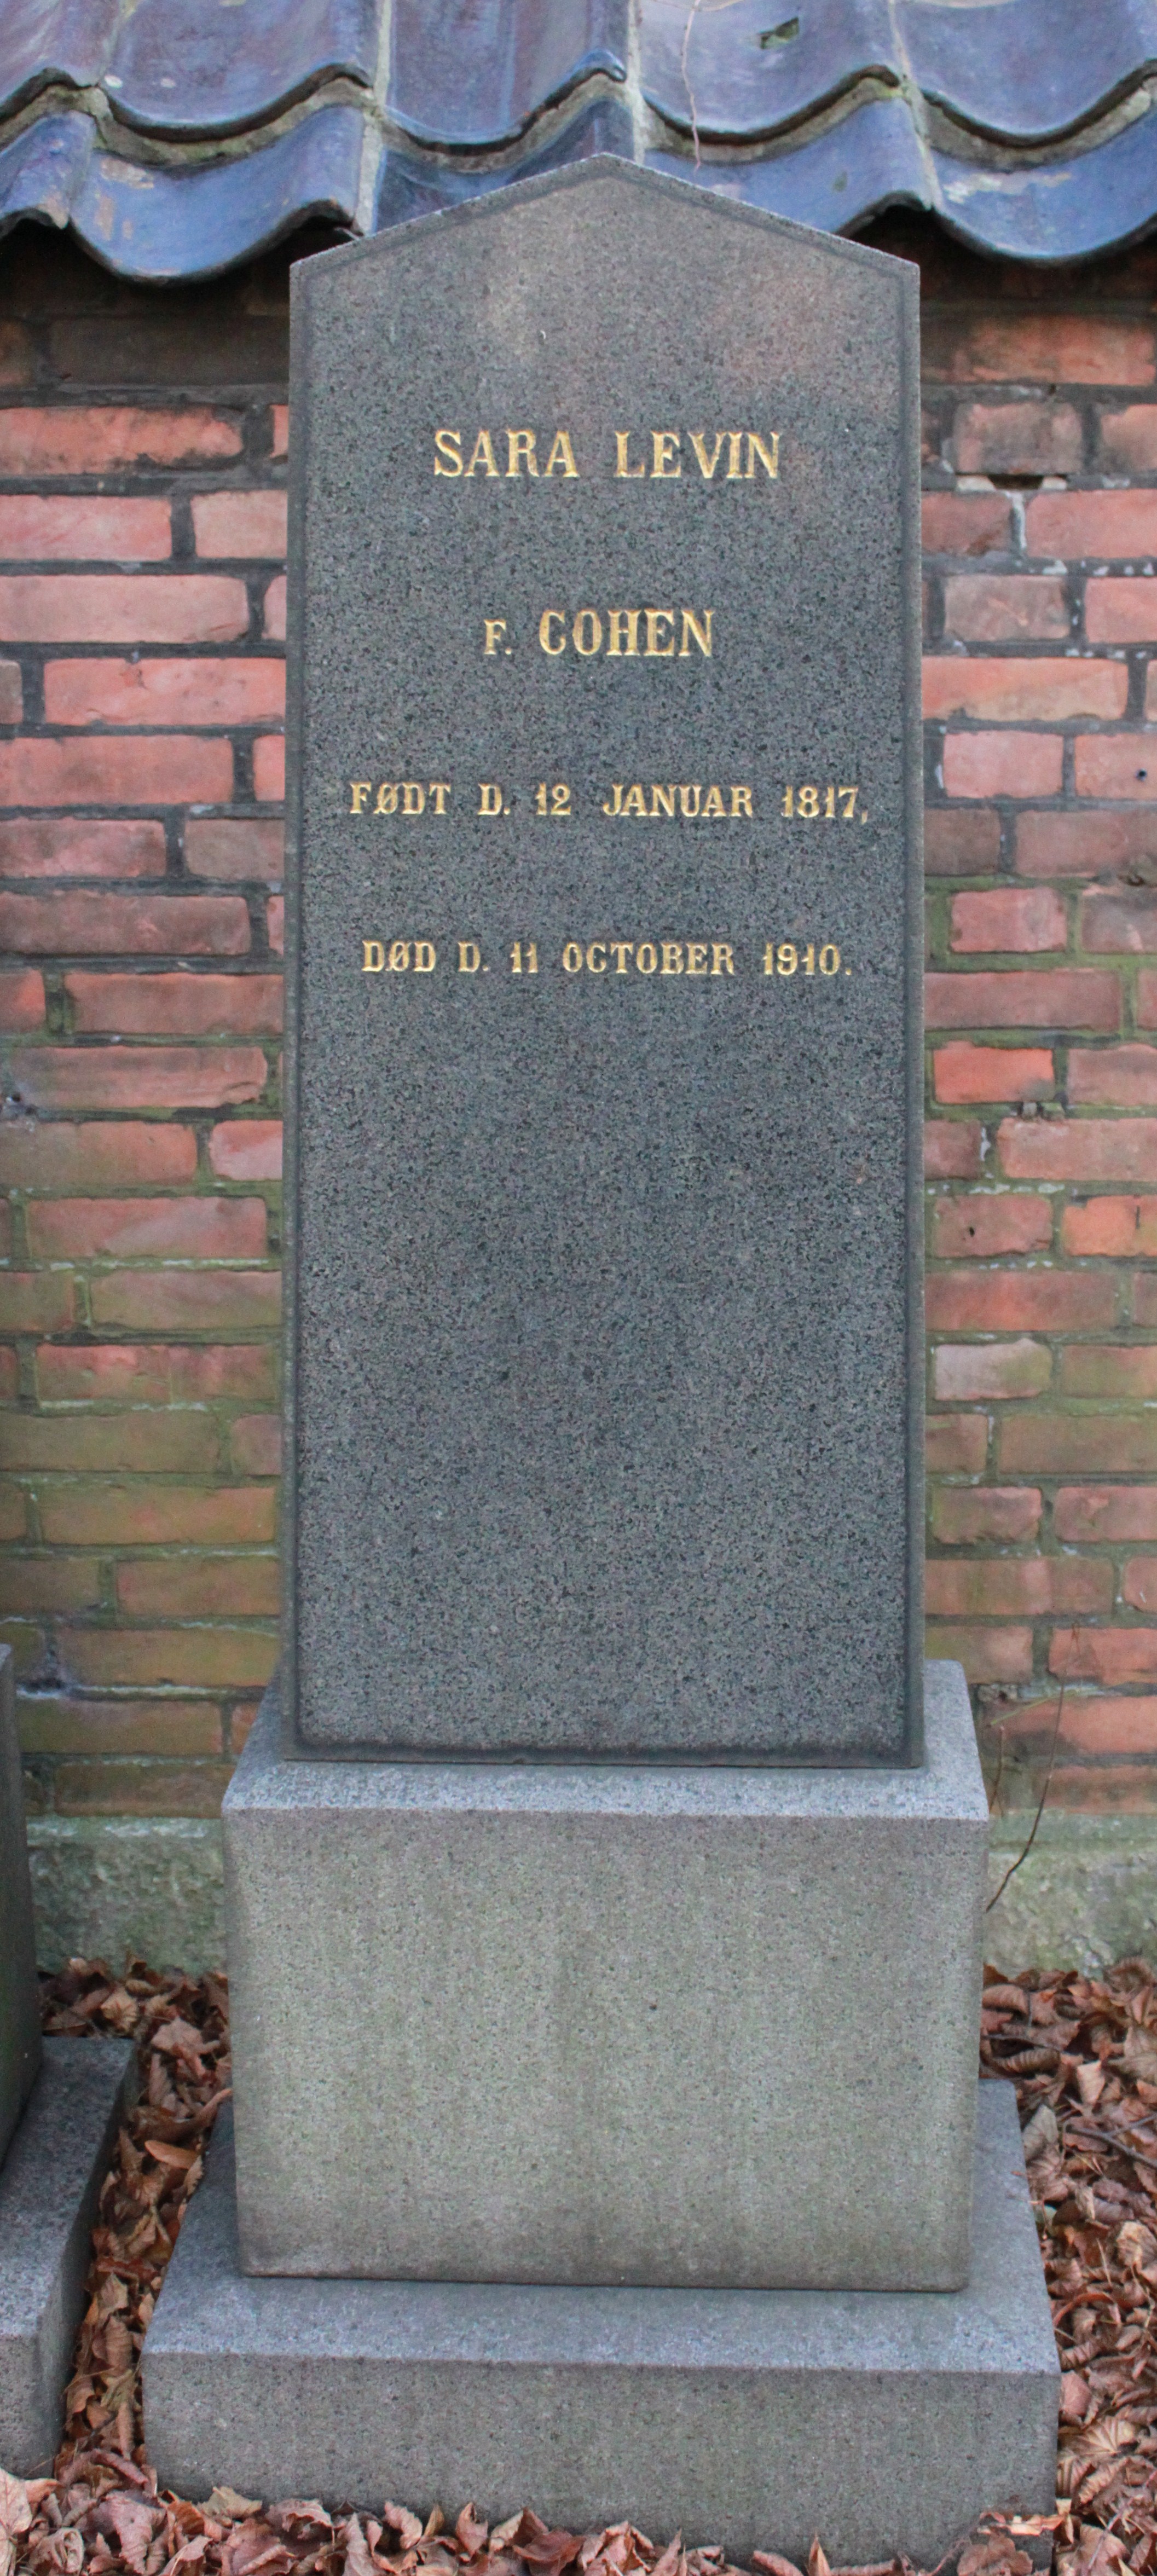 SARA LEVIN
F. COHEN
FØDT D. 12 JANUAR 1817,
DØD D. 11 OCTOBER 1910.